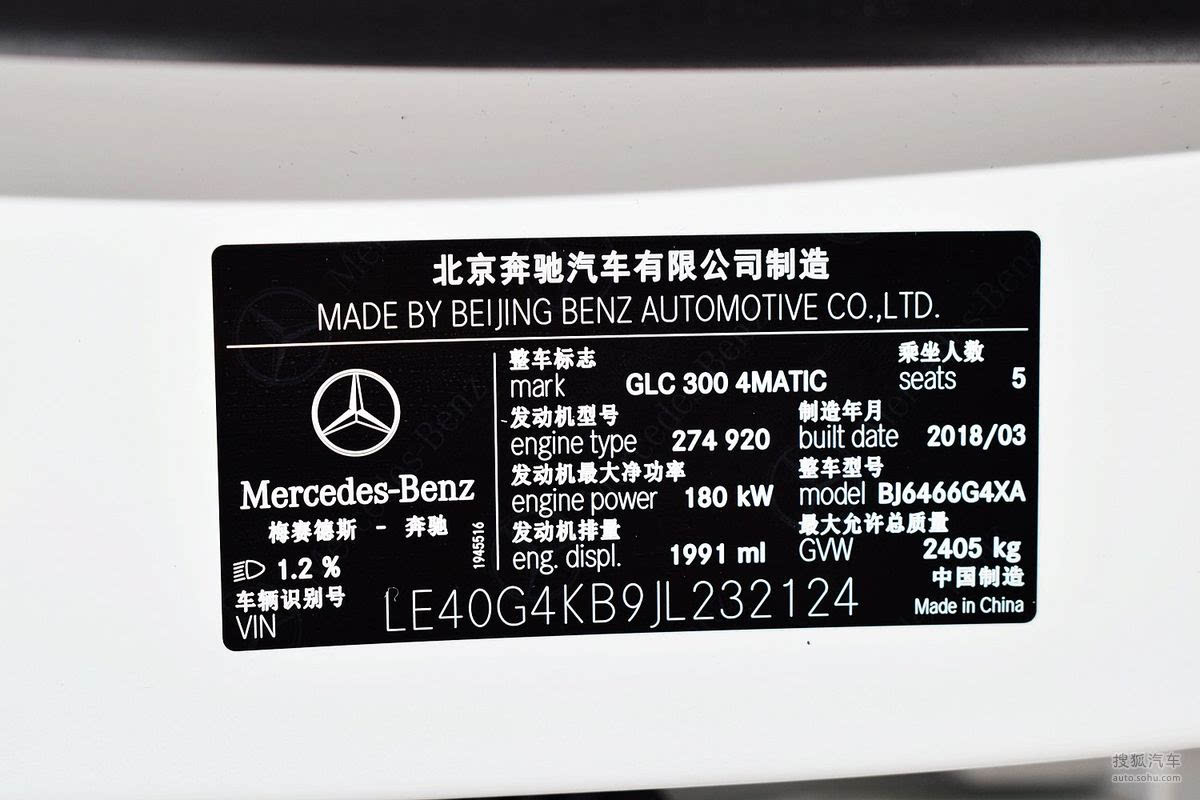 北京奔驰汽车有限公司制造
MADE BY BEIJING BENZ AUTOMOTIVE CO.,LTD.
整车标志
mark GLC 300 4MATIC
乘坐人数
seats 5
发动机型号
engine type 274 920
制造年月
built date 2018/03
发动机最大净功率
engine power 180 kW
整车型号
model BJ6466G4XA
发动机排量
eng. displ. 1991 ml
最大允许总质量
GVW 2405 kg
Mercedes-Benz
梅赛德斯 - 奔驰
1945516
1.2 %
车辆识别号
VIN LE40G4KB9JL232124
中国制造
Made in China
搜狐汽车
auto.sohu.com